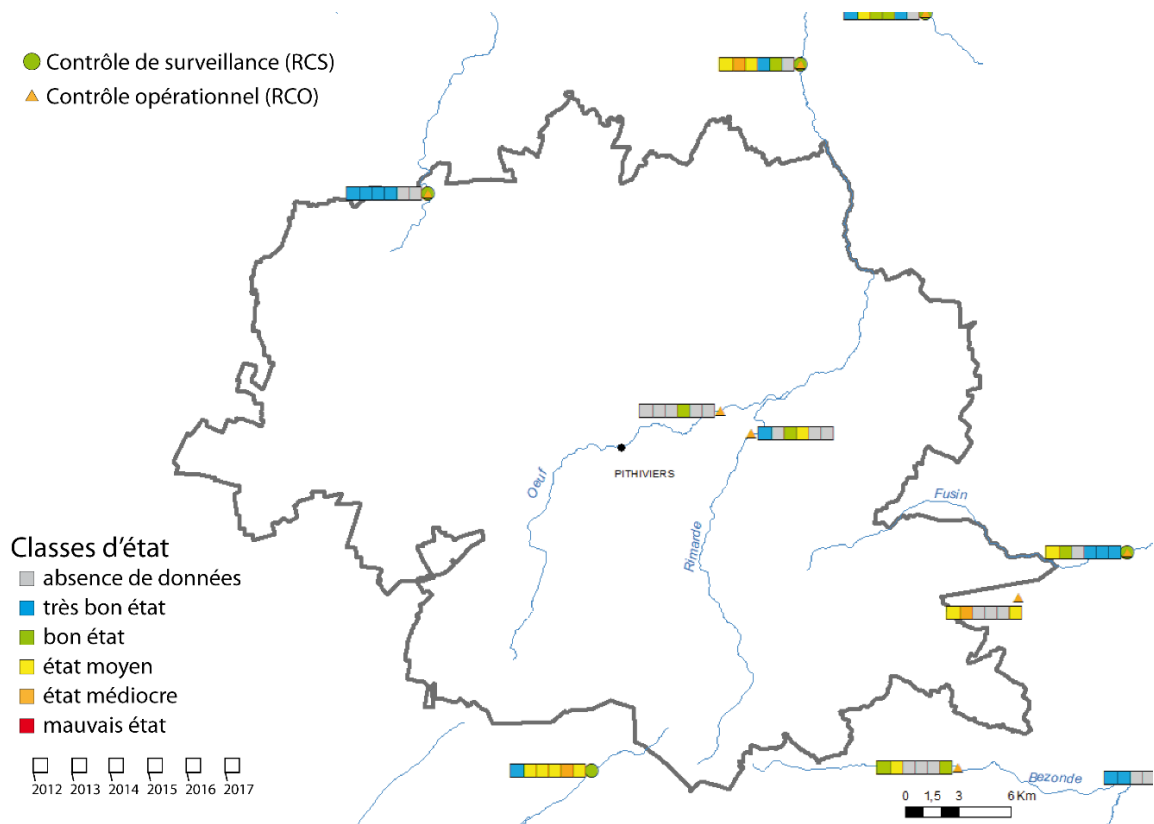 Contrôle de surveillance (RCS)
Contrôle opérationnel (RCO)
Oeuf
PITHIVIERS
Rimarde
Fusin
Classes d'état
absence de données
très bon état
bon état
état moyen
état médiocre
mauvais état
2012 2013 2014 2015 2016 2017
Bezonde
0 1,5 3 6 Km